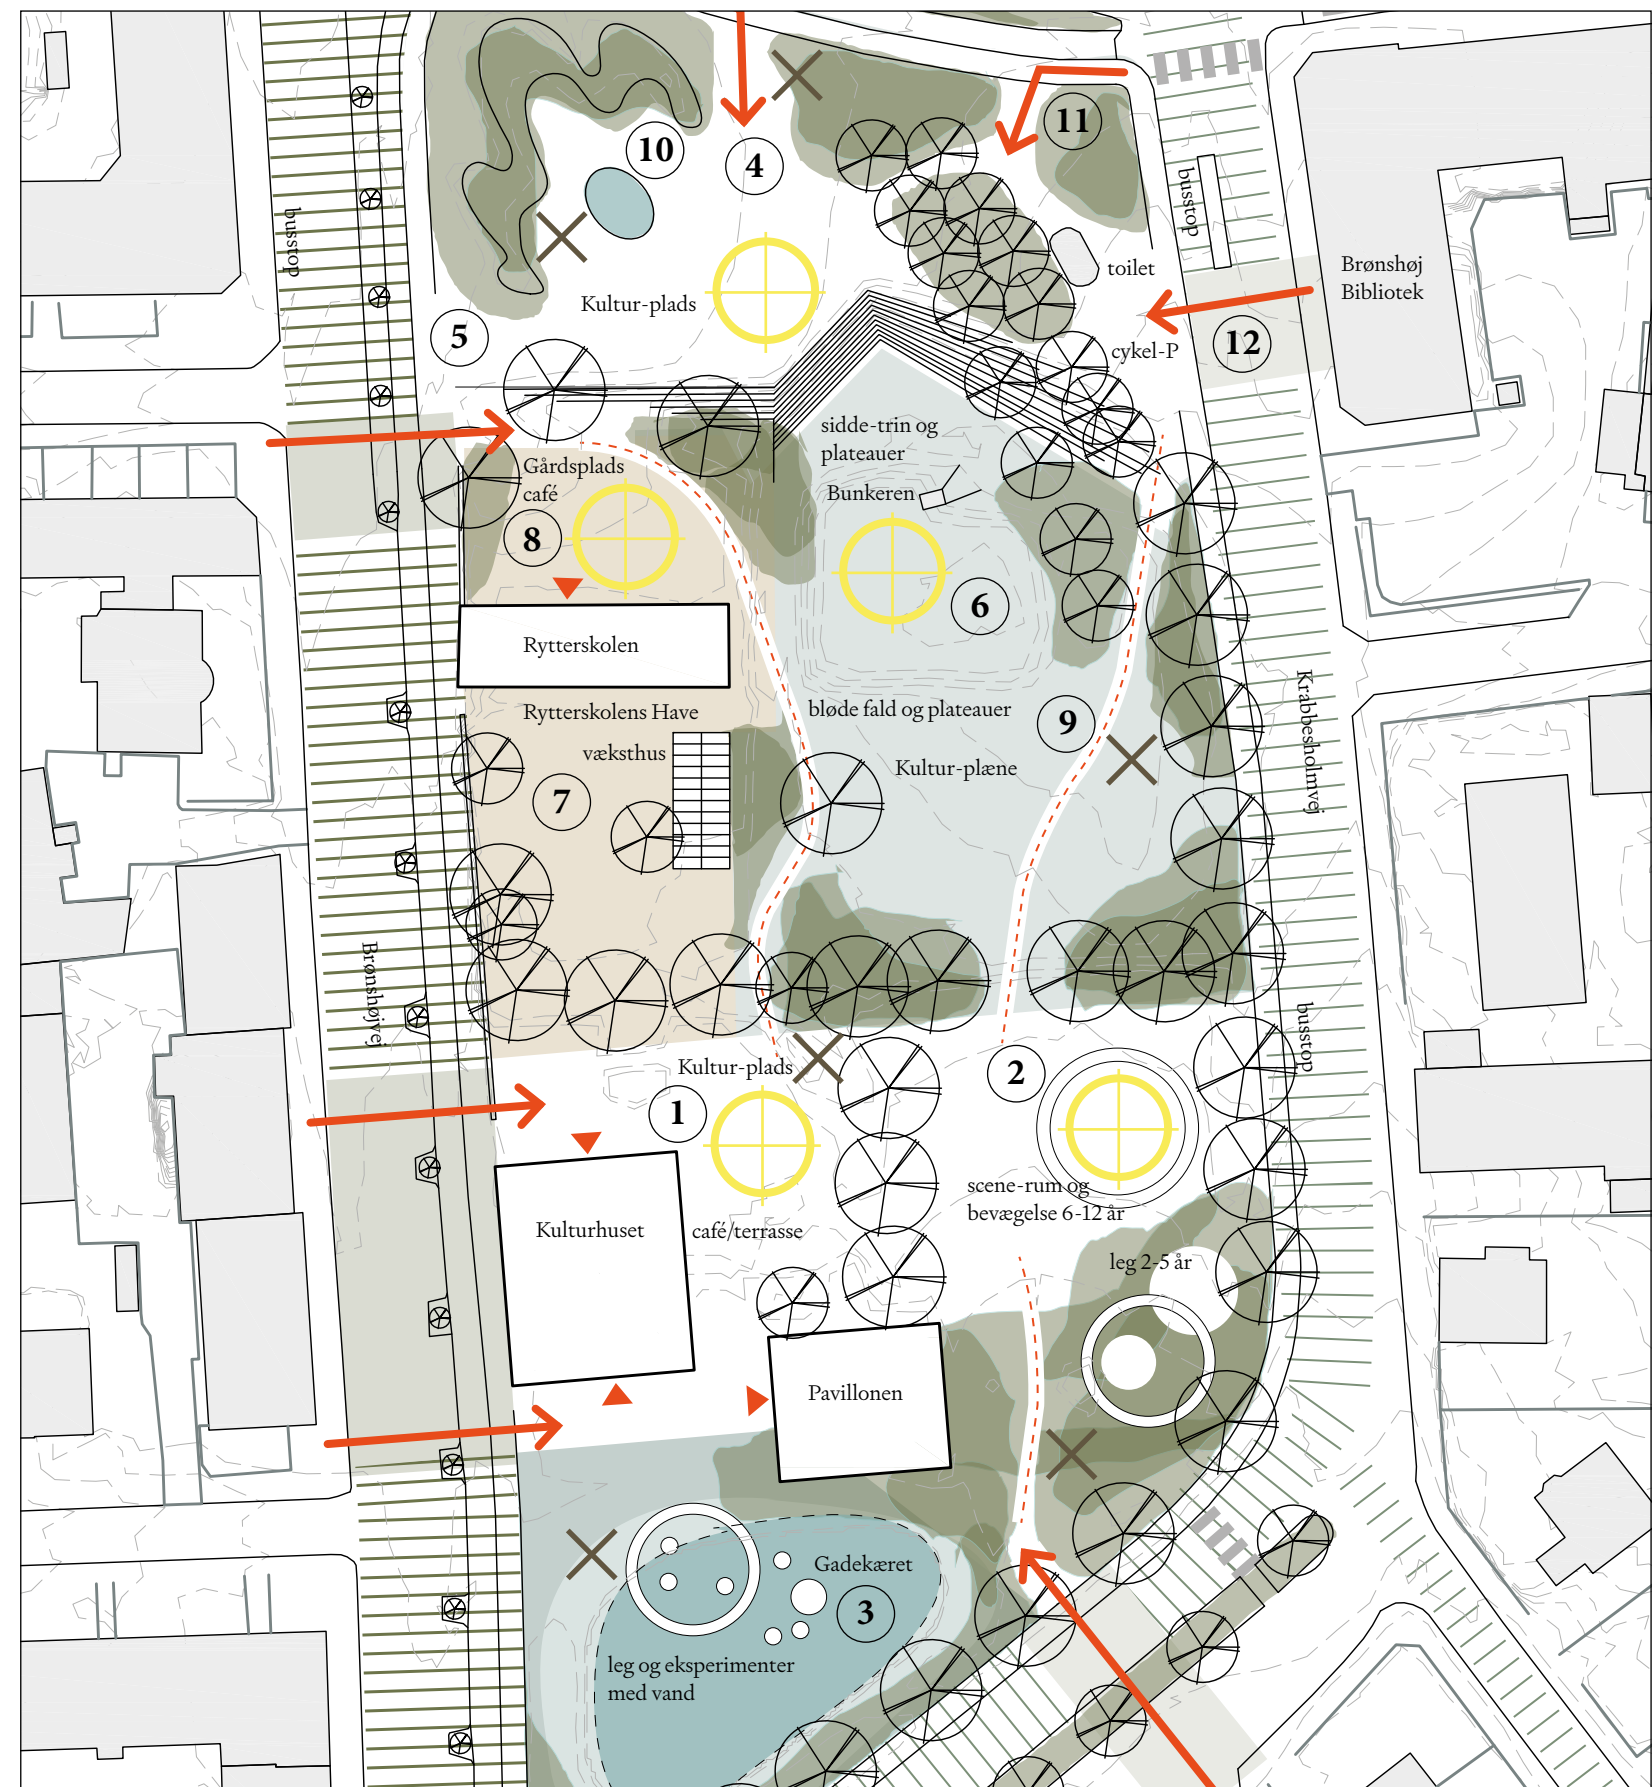 10
4
11
busstop
busstop
toilet
Brønshøj
Bibliotek
Kultur-plads
5
cykel-P
12
sidde-trin og
plateauer
Gårdsplads
café
Bunkeren
8
6
Rytterskolen
Rytterskolens Have
bløde fald og plateauer
9
Krabbesholmvej
væksthus
Kultur-plæne
7
Brønshøjvej
busstop
Kultur-plads
2
1
scene-rum og
bevægelse 6-12 år
Kulturhuset
café/terrasse
leg 2-5 år
Pavillonen
Gadekæret
3
leg og eksperimenter
med vand